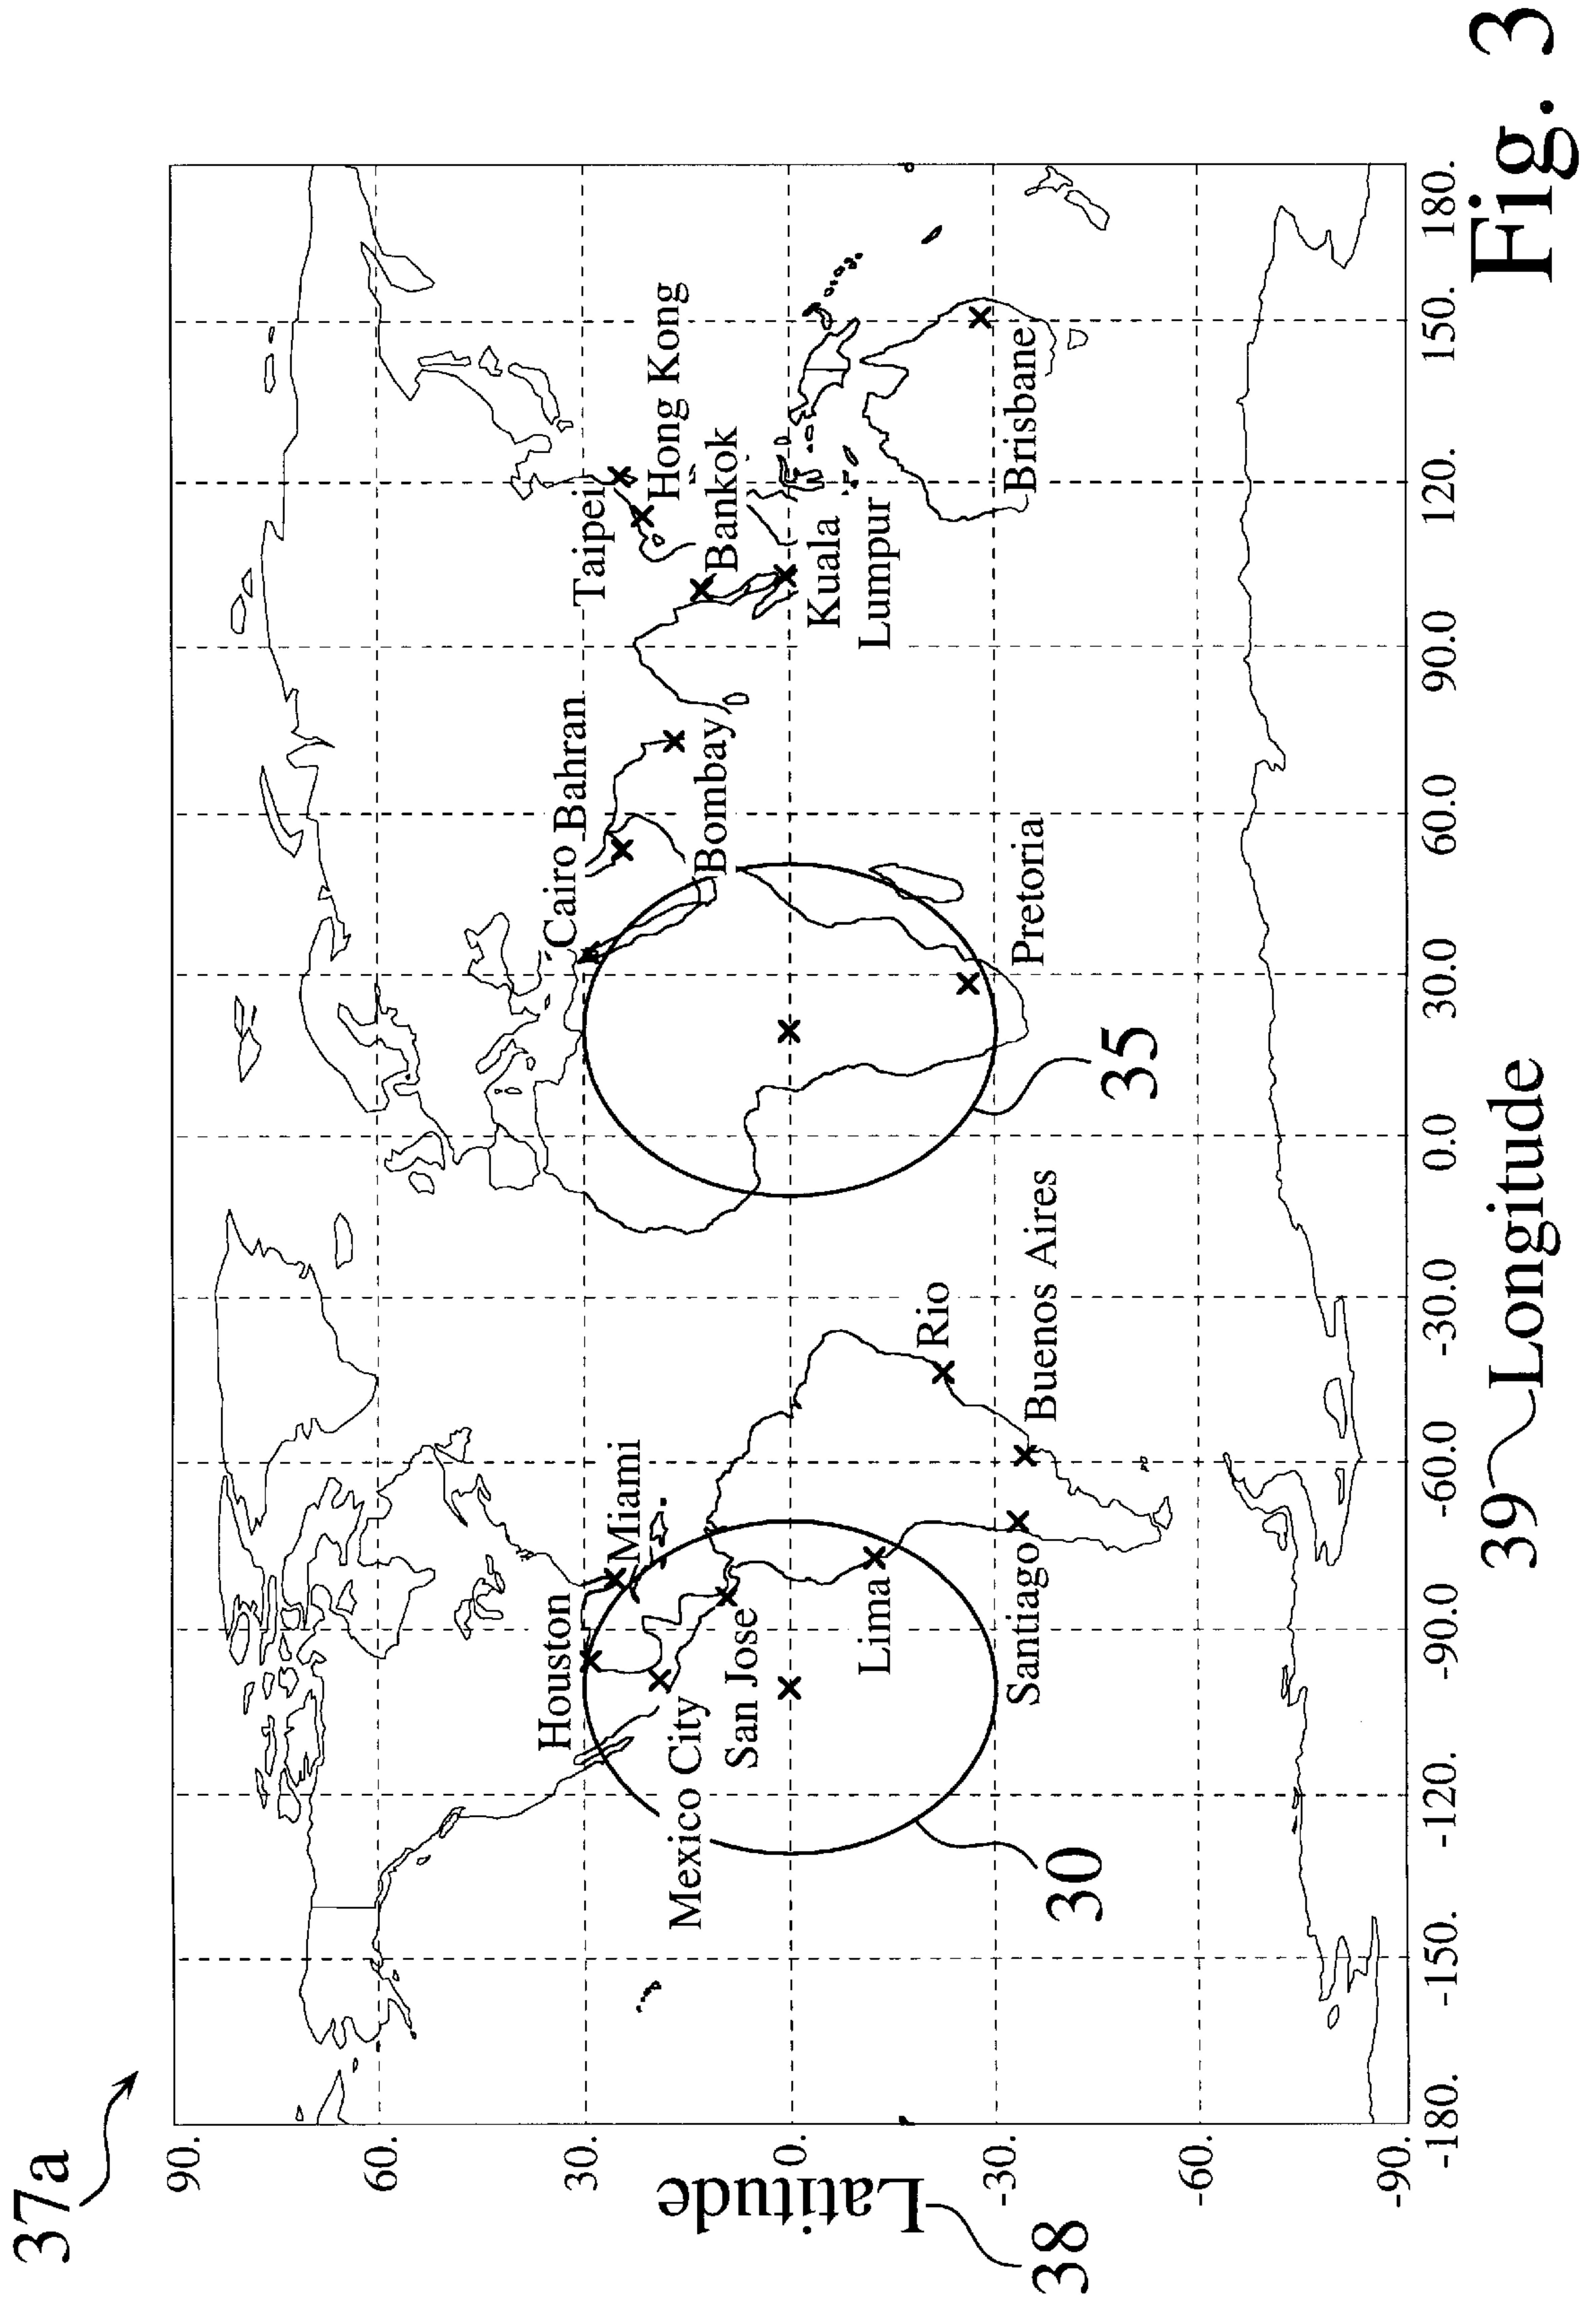 37a
90.
60.
30.
0.
-30.
-60.
-90.
Latitude
38
Houston
Miami
Mexico City
San Jose
Lima
Santiago
Rio
Buenos Aires
30
Cairo Bahran
Bombay
Pretoria
35
Taipei
Hong Kong
Bankok
Kuala
Lumpur
Brisbane
-180. -150. -120. -90.0 -60.0 -30.0 0.0 30.0 60.0 90.0 120. 150. 180.
39 Longitude
Fig. 3